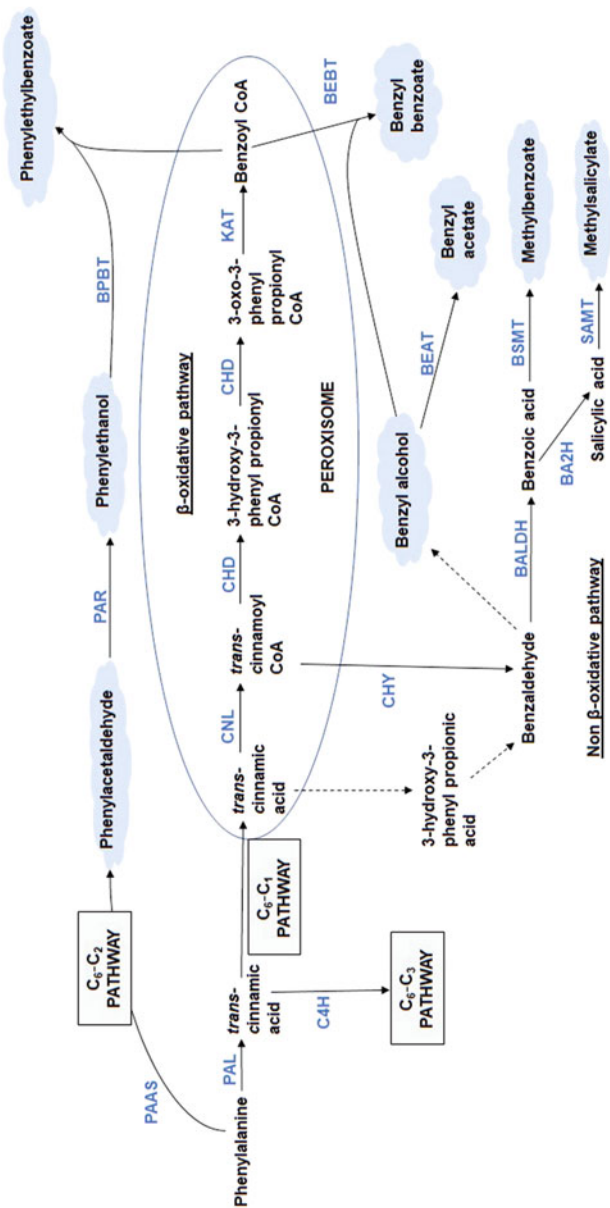 Phenylethylbenzoate
BPBT
Phenylethanol
PAR
Phenylacetaldehyde
C6-C2
PATHWAY
PAAS
β-oxidative pathway
Phenylalanine
PAL
trans-
cinnamic
acid
C4H
C6-C3
PATHWAY
C6-C1
PATHWAY
trans-
cinnamic
acid
CNL
trans-
cinnamoyl
CoA
CHD
3-hydroxy-3-
phenyl propionyl
CoA
CHD
3-oxo-3-
phenyl
propionyl
CoA
KAT
Benzoyl CoA
PEROXISOME
BEBT
Benzyl
benzoate
CHY
3-hydroxy-3-
phenyl propionic
acid
Benzyl alcohol
BEAT
Benzyl
acetate
Benzaldehyde
BALDH
Benzoic acid
BSMT
Methylbenzoate
BA2H
Salicylic acid
SAMT
Methylsalicylate
Non β-oxidative pathway